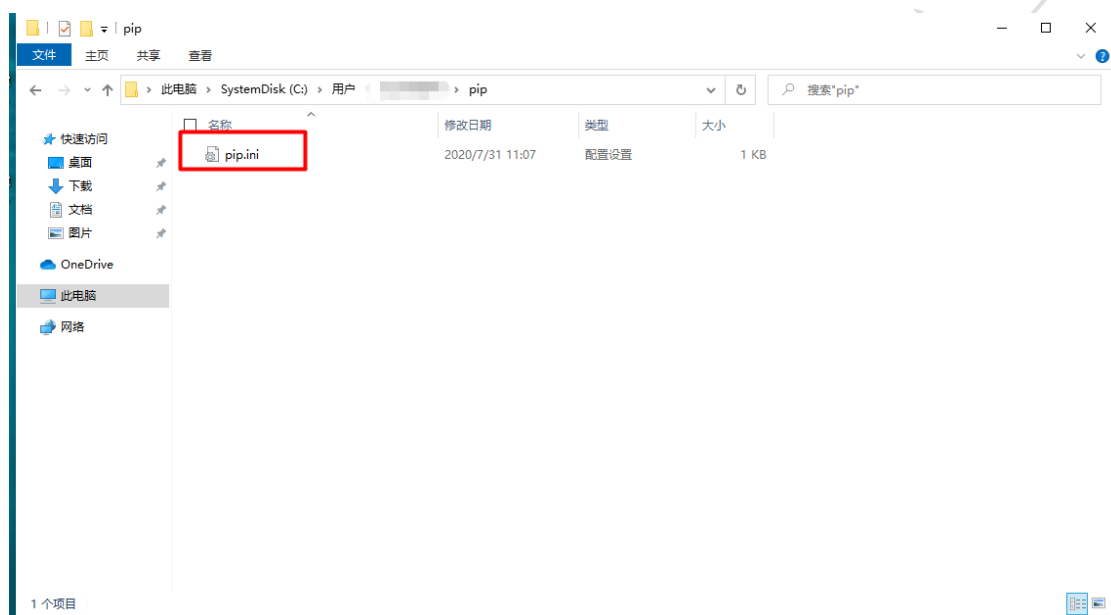 pip
文件 主页 共享 查看
此电脑 SystemDisk (C:) 用户 pip 搜索"pip"
名称 修改日期 类型 大小
快速访问
pip.ini 2020/7/31 11:07 配置设置 1 KB
桌面
下载
文档
图片
OneDrive
此电脑
网络
1 个项目